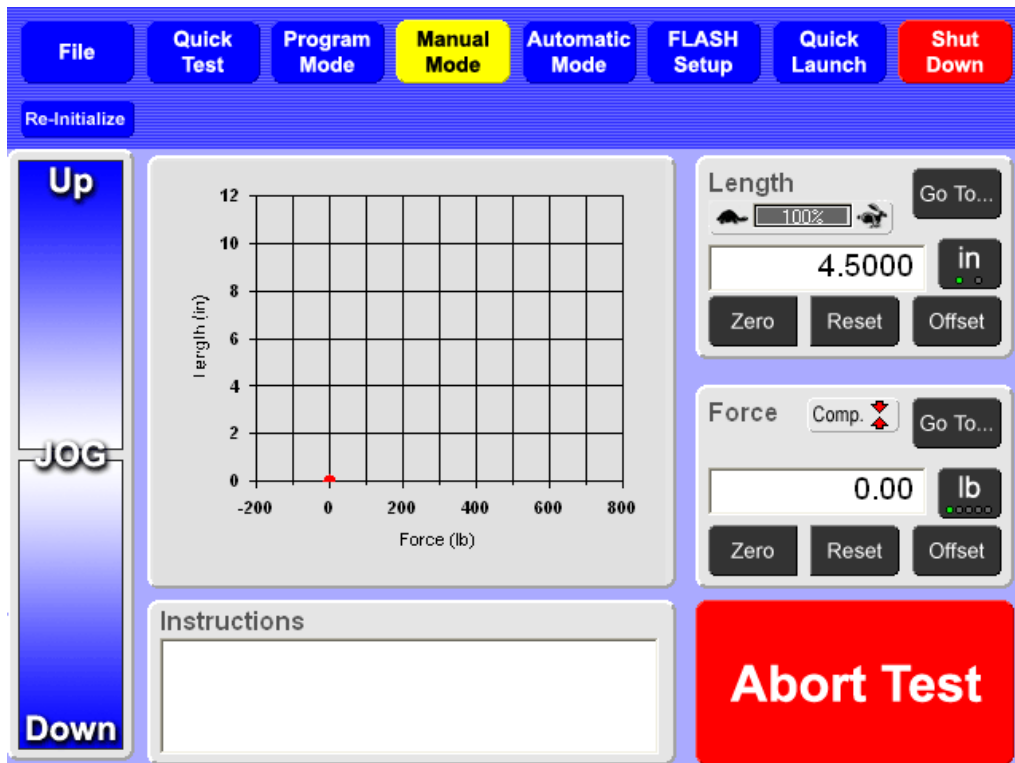 File
Quick
Test
Program
Mode
Manual
Mode
Automatic
Mode
FLASH
Setup
Quick
Launch
Shut
Down
Re-Initialize
Up
JOG
Down
12
10
8
6
4
2
0
-200 0 200 400 600 800
Length (in)
Force (lb)
Length
Go To...
100%
4.5000
in
Zero Reset Offset
Force
Comp.
Go To...
0.00
lb
Zero Reset Offset
Instructions
Abort Test